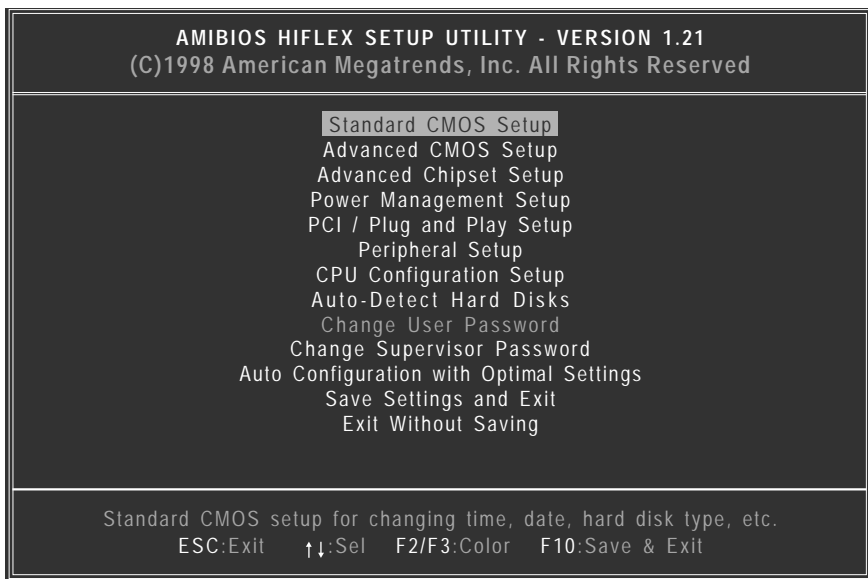 AMIBIOS HIFLEX SETUP UTILITY - VERSION 1.21
(C)1998 American Megatrends, Inc. All Rights Reserved
Standard CMOS Setup
Advanced CMOS Setup
Advanced Chipset Setup
Power Management Setup
PCI / Plug and Play Setup
Peripheral Setup
CPU Configuration Setup
Auto-Detect Hard Disks
Change User Password
Change Supervisor Password
Auto Configuration with Optimal Settings
Save Settings and Exit
Exit Without Saving
Standard CMOS setup for changing time, date, hard disk type, etc.
ESC:Exit ↑↓:Sel F2/F3:Color F10:Save & Exit